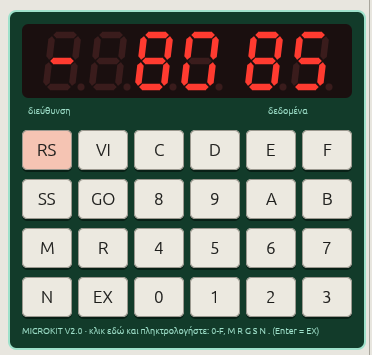 - 80 85
διεύθυνση δεδομένα
RS VI C D E F
SS GO 8 9 A B
M R 4 5 6 7
N EX 0 1 2 3
MICROKIT V2.0 · κλικ εδώ και πληκτρολογήστε: 0-F, M R G S N . (Enter = EX)